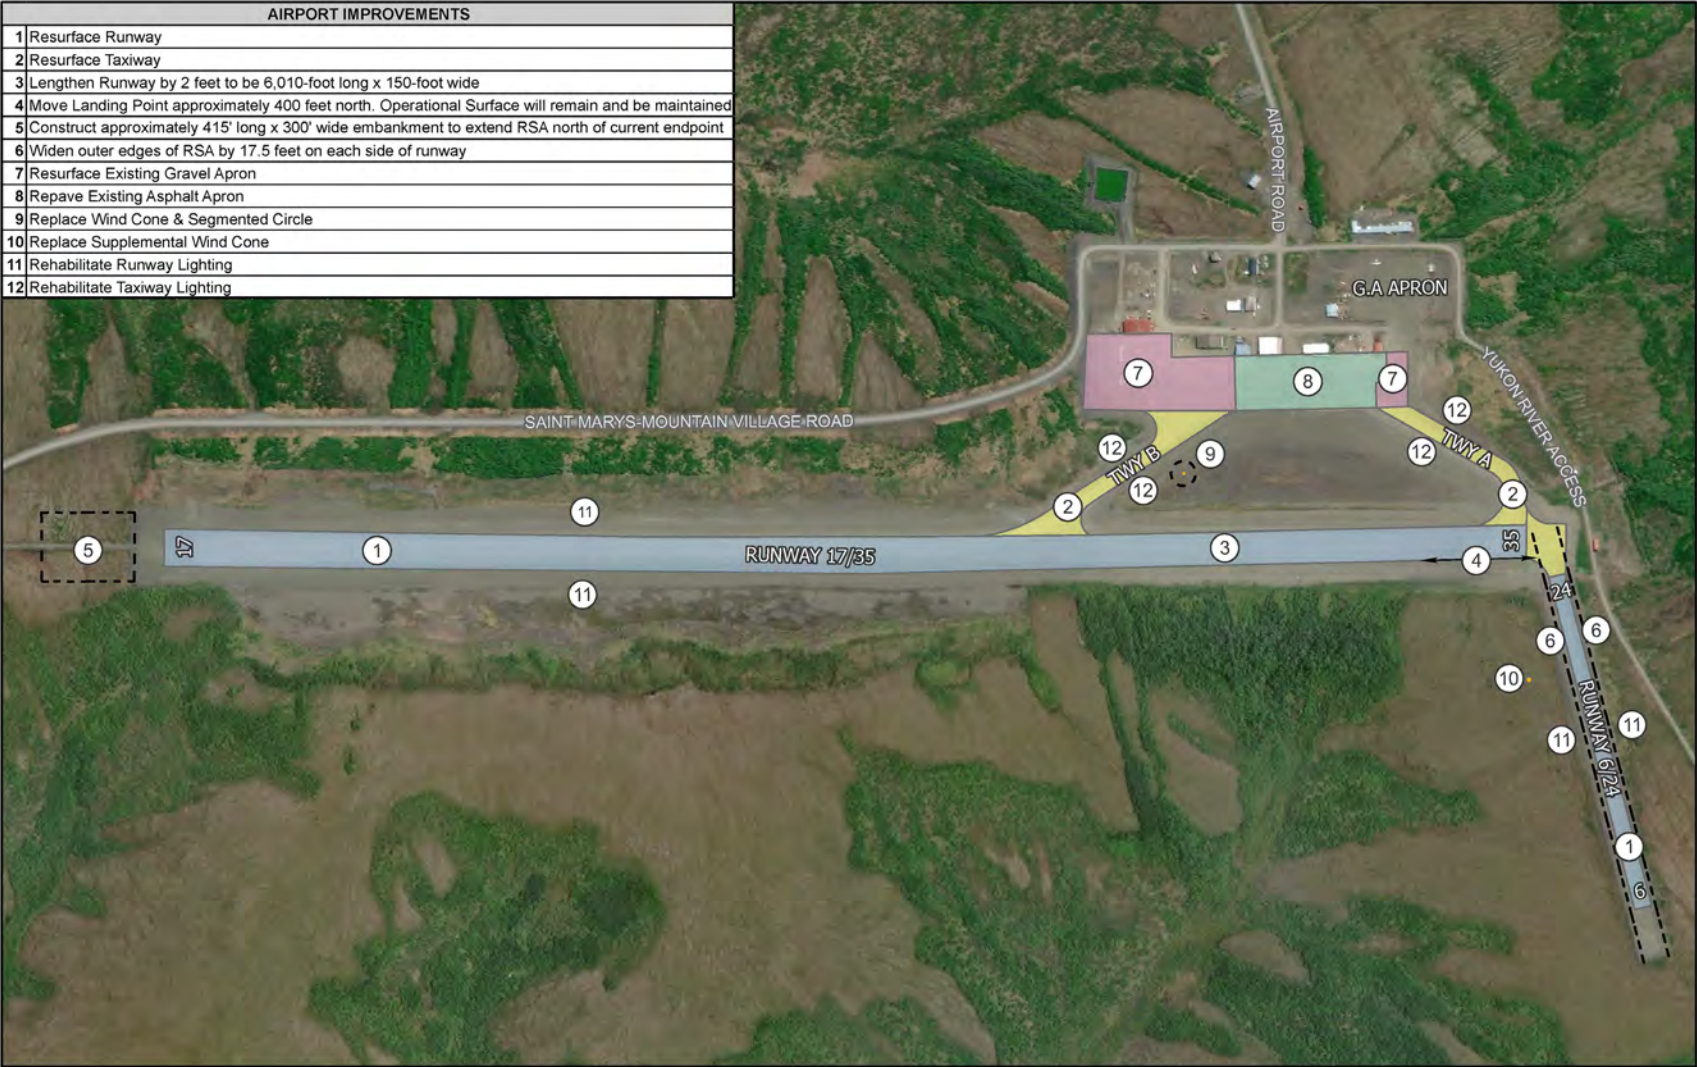 AIRPORT IMPROVEMENTS
1 Resurface Runway
2 Resurface Taxiway
3 Lengthen Runway by 2 feet to be 6,010-foot long x 150-foot wide
4 Move Landing Point approximately 400 feet north. Operational Surface will remain and be maintained
5 Construct approximately 415' long x 300' wide embankment to extend RSA north of current endpoint
6 Widen outer edges of RSA by 17.5 feet on each side of runway
7 Resurface Existing Gravel Apron
8 Repave Existing Asphalt Apron
9 Replace Wind Cone & Segmented Circle
10 Replace Supplemental Wind Cone
11 Rehabilitate Runway Lighting
12 Rehabilitate Taxiway Lighting
AIRPORT ROAD
G.A APRON
YUKON RIVER ACCESS
7
8
7
SAINT MARYS-MOUNTAIN VILLAGE ROAD
12
12
12
12
TWY B
TWY A
9
2
2
11
5
17
1
RUNWAY 17/35
3
35
4
11
24
6
6
10
RUNWAY 6/24
11
11
1
6